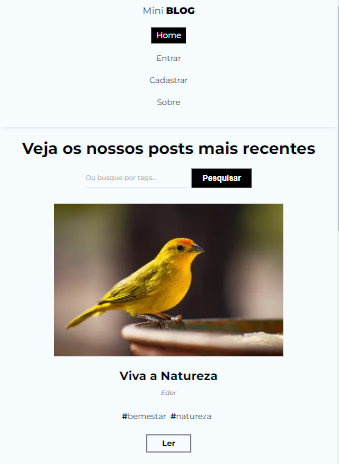 Mini BLOG
Home
Entrar
Cadastrar
Sobre
Veja os nossos posts mais recentes
Ou busque por tags... Pesquisar
Viva a Natureza
Eder
#bemestar #natureza
Ler